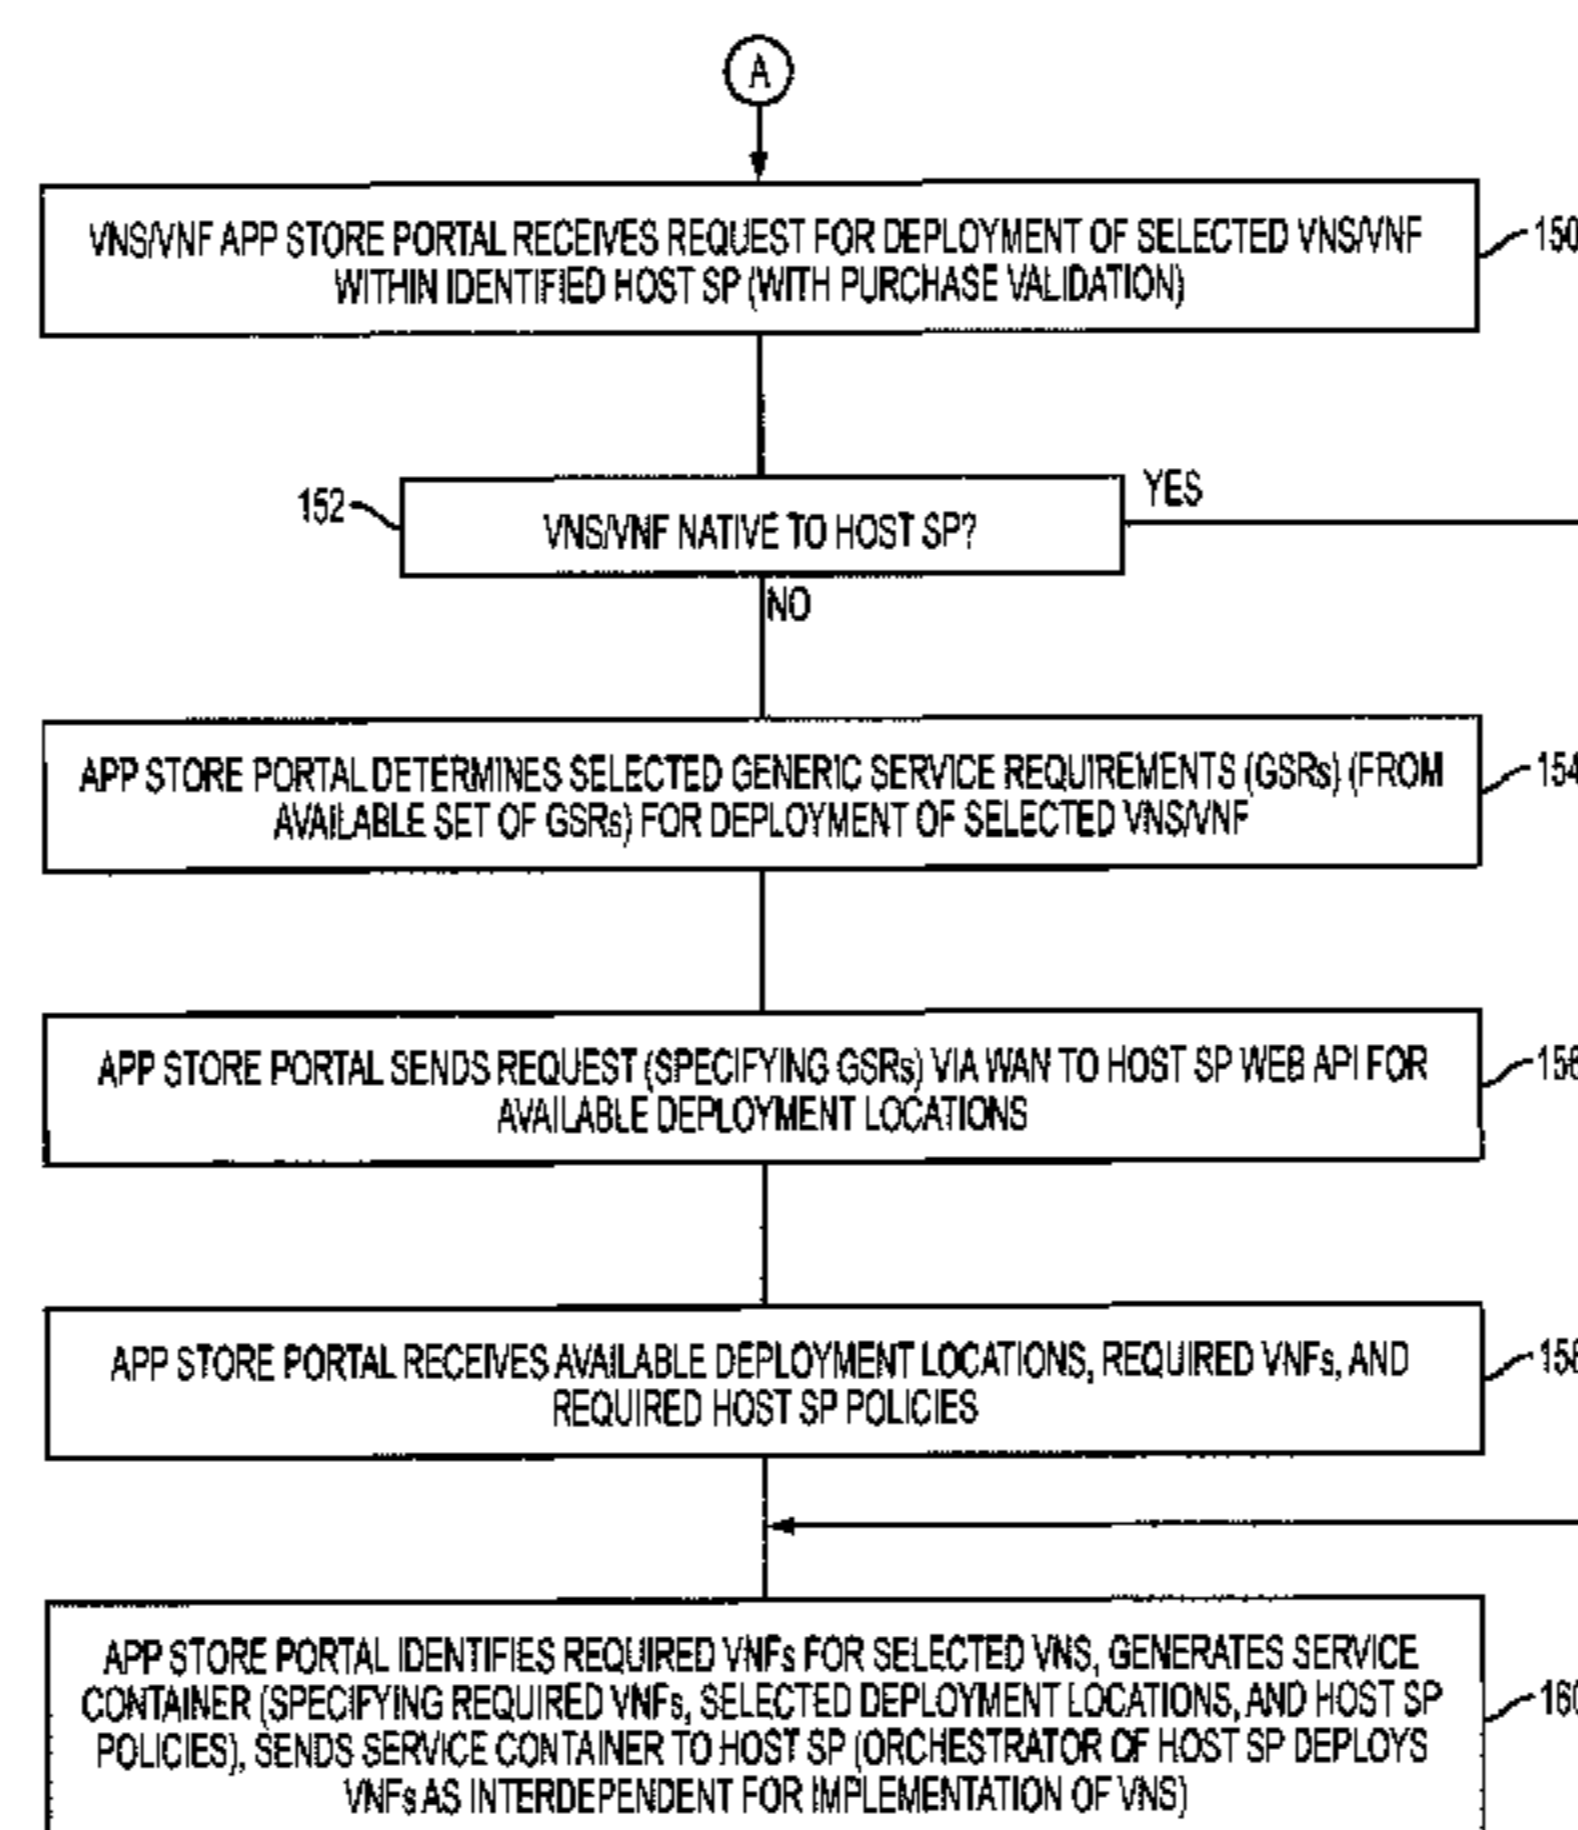 A
VNS/VNF APP STORE PORTAL RECEIVES REQUEST FOR DEPLOYMENT OF SELECTED VNS/VNF
WITHIN IDENTIFIED HOST SP (WITH PURCHASE VALIDATION)
150
152
VNS/VNF NATIVE TO HOST SP?
YES
NO
APP STORE PORTAL DETERMINES SELECTED GENERIC SERVICE REQUIREMENTS (GSRs) (FROM
AVAILABLE SET OF GSRs) FOR DEPLOYMENT OF SELECTED VNS/VNF
154
APP STORE PORTAL SENDS REQUEST (SPECIFYING GSRs) VIA WAN TO HOST SP WEB API FOR
AVAILABLE DEPLOYMENT LOCATIONS
156
APP STORE PORTAL RECEIVES AVAILABLE DEPLOYMENT LOCATIONS, REQUIRED VNFs, AND
REQUIRED HOST SP POLICIES
158
APP STORE PORTAL IDENTIFIES REQUIRED VNFs FOR SELECTED VNS, GENERATES SERVICE
CONTAINER (SPECIFYING REQUIRED VNFs, SELECTED DEPLOYMENT LOCATIONS, AND HOST SP
POLICIES), SENDS SERVICE CONTAINER TO HOST SP (ORCHESTRATOR OF HOST SP DEPLOYS
VNFs AS INTERDEPENDENT FOR IMPLEMENTATION OF VNS)
160